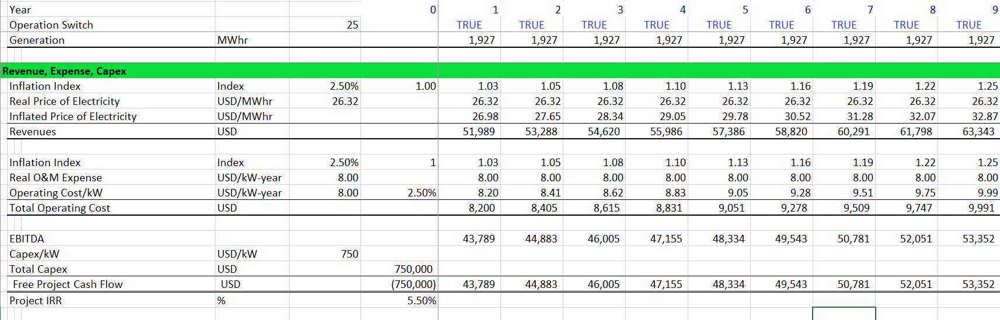 Year 0 1 2 3 4 5 6 7 8 9
Operation Switch 25 TRUE TRUE TRUE TRUE TRUE TRUE TRUE TRUE TRUE
Generation MWhr 1,927 1,927 1,927 1,927 1,927 1,927 1,927 1,927 1,927
Revenue, Expense, Capex
Inflation Index Index 2.50% 1.00 1.03 1.05 1.08 1.10 1.13 1.16 1.19 1.22 1.25
Real Price of Electricity USD/MWhr 26.32 26.32 26.32 26.32 26.32 26.32 26.32 26.32 26.32 26.32
Inflated Price of Electricity USD/MWhr 26.98 27.65 28.34 29.05 29.78 30.52 31.28 32.07 32.87
Revenues USD 51,989 53,288 54,620 55,986 57,386 58,820 60,291 61,798 63,343
Inflation Index Index 2.50% 1 1.03 1.05 1.08 1.10 1.13 1.16 1.19 1.22 1.25
Real O&M Expense USD/kW-year 8.00 8.00 8.00 8.00 8.00 8.00 8.00 8.00 8.00 8.00
Operating Cost/kW USD/kW-year 8.00 2.50% 8.20 8.41 8.62 8.83 9.05 9.28 9.51 9.75 9.99
Total Operating Cost USD 8,200 8,405 8,615 8,831 9,051 9,278 9,509 9,747 9,991
EBITDA 43,789 44,883 46,005 47,155 48,334 49,543 50,781 52,051 53,352
Capex/kW USD/kW 750
Total Capex USD 750,000
Free Project Cash Flow USD (750,000) 43,789 44,883 46,005 47,155 48,334 49,543 50,781 52,051 53,352
Project IRR % 5.50%